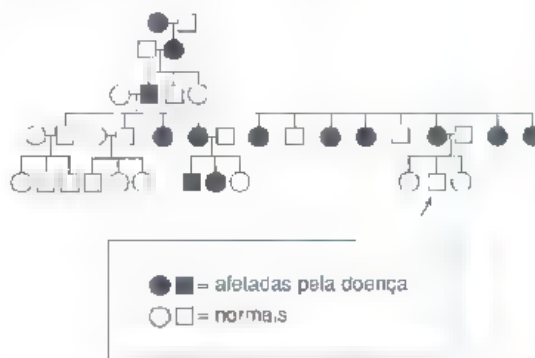 = afetadas pela doença
= normais